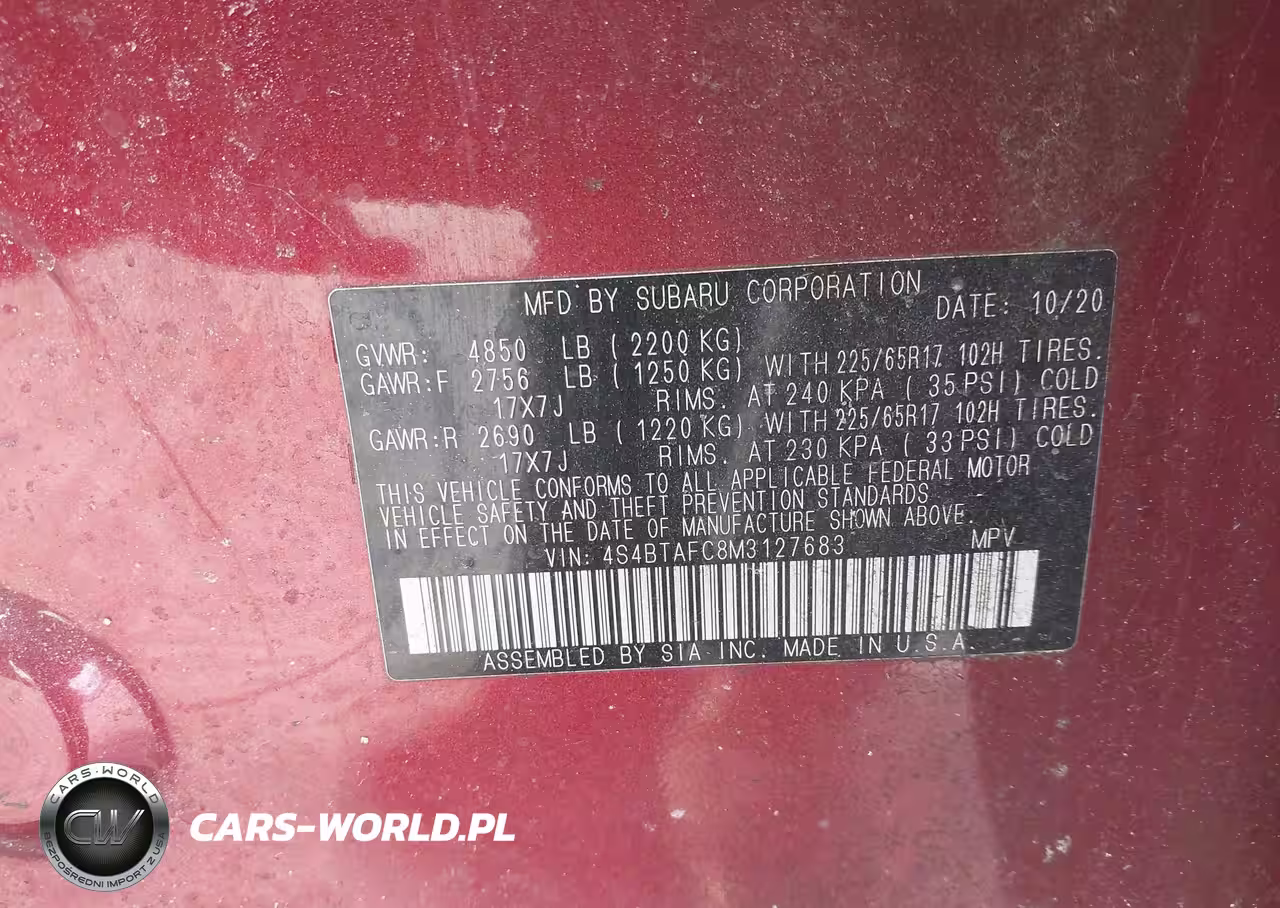 MFD BY SUBARU CORPORATION
DATE: 10/20
GVWR: 4850 LB ( 2200 KG)
GAWR:F 2756 LB ( 1250 KG) WITH 225/65R17 102H TIRES.
17X7J RIMS. AT 240 KPA ( 35 PSI) COLD
GAWR:R 2690 LB ( 1220 KG) WITH 225/65R17 102H TIRES.
17X7J RIMS. AT 230 KPA ( 33 PSI) COLD
THIS VEHICLE CONFORMS TO ALL APPLICABLE FEDERAL MOTOR
VEHICLE SAFETY AND THEFT PREVENTION STANDARDS
IN EFFECT ON THE DATE OF MANUFACTURE SHOWN ABOVE.
VIN: 4S4BTAFC8M3127683 MPV
ASSEMBLED BY SIA INC. MADE IN U.S.A.
CARS-WORLD
CW
BEZPOŚREDNI IMPORT Z USA
CARS-WORLD.PL